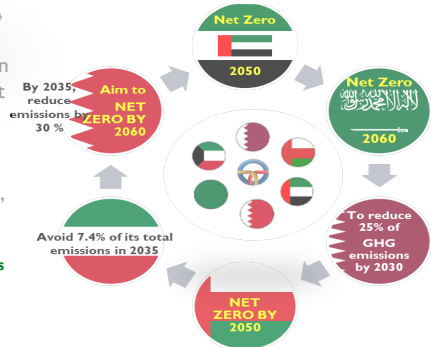 Net Zero
2050
Net Zero
لا إله إلا الله محمد رسول الله
2060
To reduce
25% of
GHG
emissions
by 2030
NET
ZERO BY
2050
Avoid 7.4% of its total
emissions in 2035
By 2035,
reduce
emissions by
30 %
Aim to
NET
ZERO BY
2060
n
t
,
s